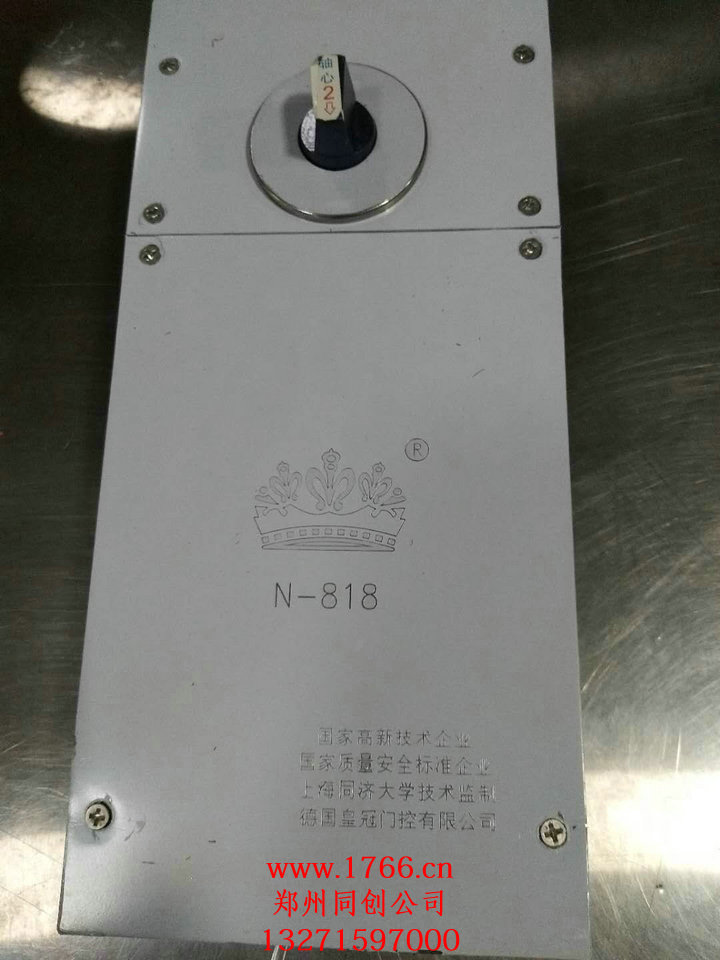 轴
心
2
⇩
®
N-818
国家高新技术企业
国家质量安全标准企业
上海同济大学技术监制
德国皇冠门控有限公司
www.1766.cn
郑州同创公司
13271597000